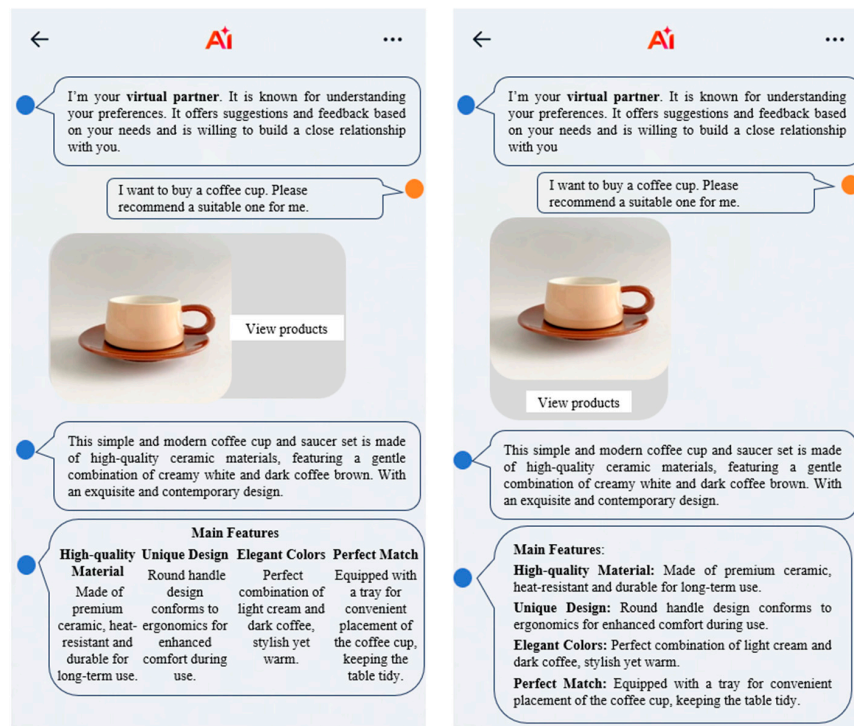 Ai
I'm your virtual partner. It is known for understanding
your preferences. It offers suggestions and feedback based
on your needs and is willing to build a close relationship
with you.
I want to buy a coffee cup. Please
recommend a suitable one for me.
View products
This simple and modern coffee cup and saucer set is made
of high-quality ceramic materials, featuring a gentle
combination of creamy white and dark coffee brown. With
an exquisite and contemporary design.
Main Features
High-quality
Material
Made of
premium
ceramic, heat-
resistant and
durable for
long-term use.
Unique Design
Round handle
design
conforms to
ergonomics for
enhanced
comfort during
use.
Elegant Colors
Perfect
combination of
light cream and
dark coffee,
stylish yet
warm.
Perfect Match
Equipped with
a tray for
convenient
placement of
the coffee cup,
keeping the
table tidy.
Ai
I'm your virtual partner. It is known for understanding
your preferences. It offers suggestions and feedback based
on your needs and is willing to build a close relationship
with you
I want to buy a coffee cup. Please
recommend a suitable one for me.
View products
This simple and modern coffee cup and saucer set is made
of high-quality ceramic materials, featuring a gentle
combination of creamy white and dark coffee brown. With
an exquisite and contemporary design.
Main Features:
High-quality Material: Made of premium ceramic,
heat-resistant and durable for long-term use.
Unique Design: Round handle design conforms to
ergonomics for enhanced comfort during use.
Elegant Colors: Perfect combination of light cream and
dark coffee, stylish yet warm.
Perfect Match: Equipped with a tray for convenient
placement of the coffee cup, keeping the table tidy.